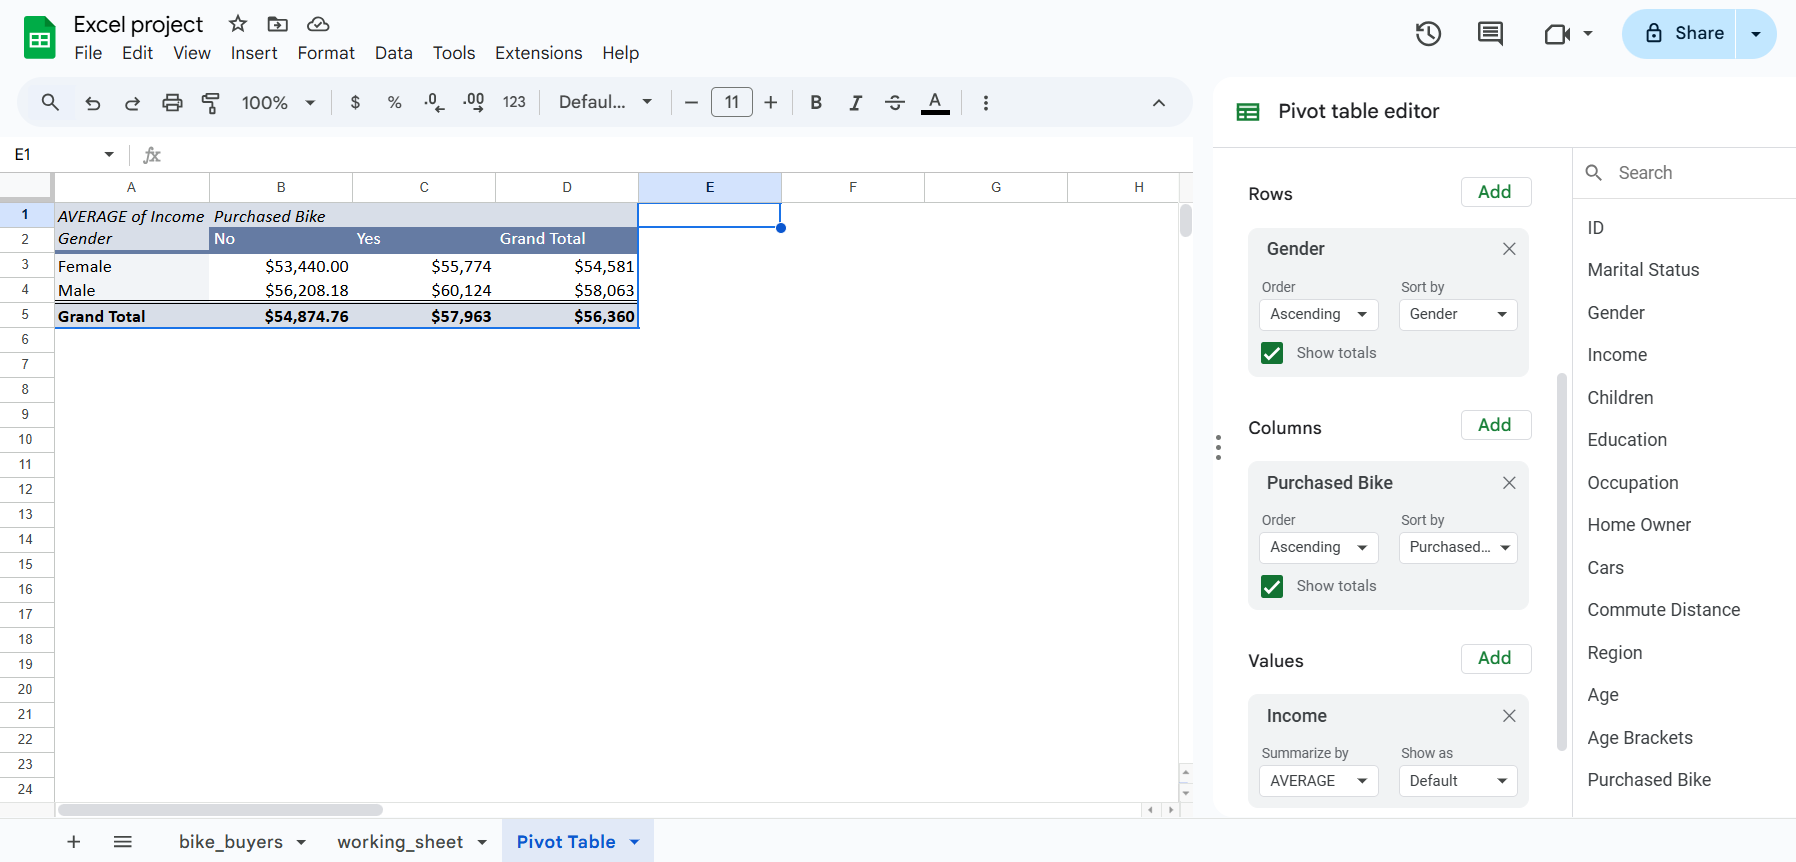 Excel project
File Edit View Insert Format Data Tools Extensions Help
Share
100% $ % .0 .00 123 Defaul... 11 B I S A
E1 fx
A B C D E F G H
1 AVERAGE of Income Purchased Bike
2 Gender No Yes Grand Total
3 Female $53,440.00 $55,774 $54,581
4 Male $56,208.18 $60,124 $58,063
5 Grand Total $54,874.76 $57,963 $56,360
6
7
8
9
10
11
12
13
14
15
16
17
18
19
20
21
22
23
24
Pivot table editor
Rows Add
Gender
Order Sort by
Ascending Gender
Show totals
Columns Add
Purchased Bike
Order Sort by
Ascending Purchased...
Show totals
Values Add
Income
Summarize by Show as
AVERAGE Default
Search
ID
Marital Status
Gender
Income
Children
Education
Occupation
Home Owner
Cars
Commute Distance
Region
Age
Age Brackets
Purchased Bike
bike_buyers working_sheet Pivot Table